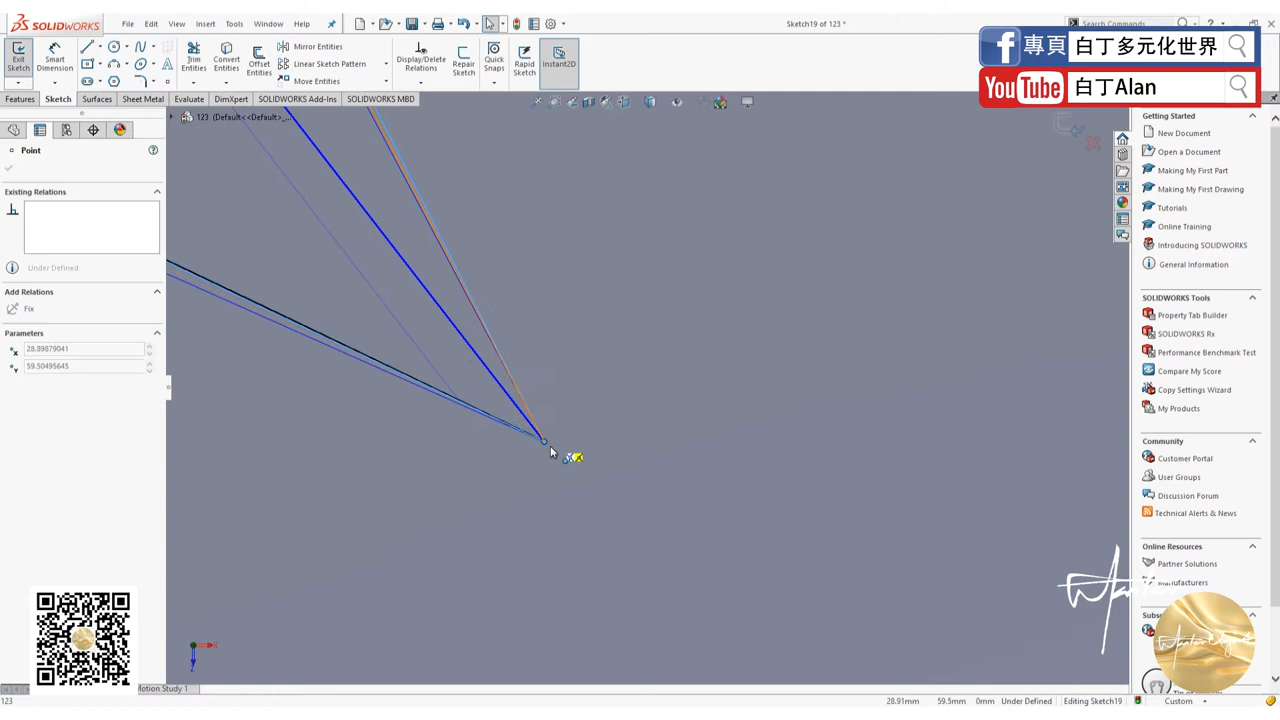 SOLIDWORKS
File
Edit
View
Insert
Tools
Window
Help
Sketch19 of 123 *
Search Commands
専頁
白丁多元化世界
YouTube
白丁Alan
Exit Sketch
Smart Dimension
Trim Entities
Convert Entities
Offset Entities
Mirror Entities
Linear Sketch Pattern
Move Entities
Display/Delete Relations
Repair Sketch
Quick Snaps
Rapid Sketch
Instant2D
Features
Sketch
Surfaces
Sheet Metal
Evaluate
DimXpert
SOLIDWORKS Add-Ins
SOLIDWORKS MBD
123 (Default<<Default>_...
Point
Existing Relations
Under Defined
Add Relations
Fix
Parameters
28.89879041
59.50495645
Getting Started
New Document
Open a Document
Making My First Part
Making My First Drawing
Tutorials
Online Training
Introducing SOLIDWORKS
General Information
SOLIDWORKS Tools
Property Tab Builder
SOLIDWORKS Rx
Performance Benchmark Test
Compare My Score
Copy Settings Wizard
My Products
Community
Customer Portal
User Groups
Discussion Forum
Technical Alerts & News
Online Resources
Partner Solutions
Manufacturers
X
Z
Motion Study 1
123
28.91mm
59.5mm
0mm
Under Defined
Editing Sketch19
Custom